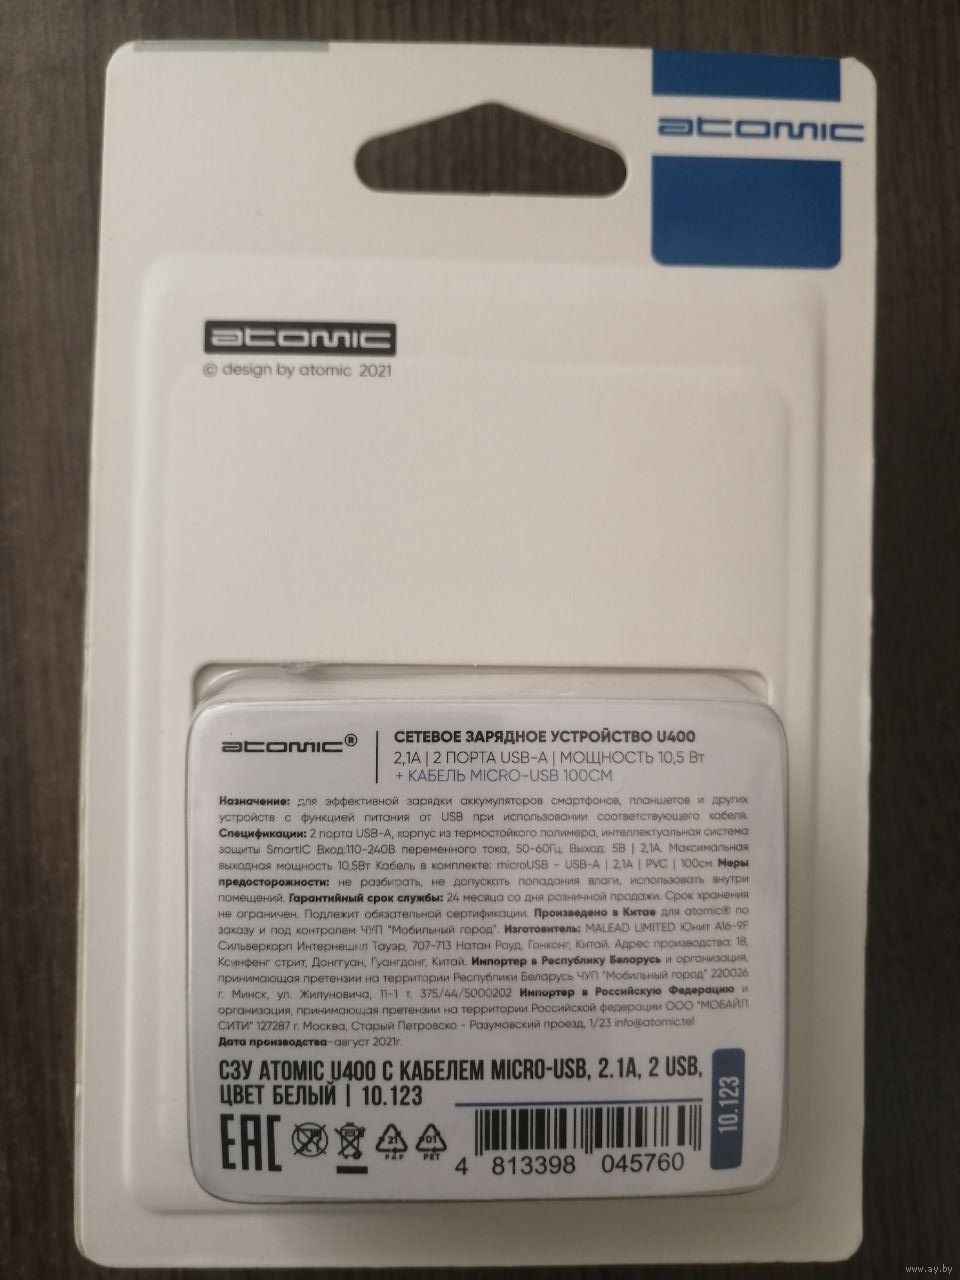 atomic
atomic
© design by atomic 2021
atomic®
СЕТЕВОЕ ЗАРЯДНОЕ УСТРОЙСТВО U400
2,1А | 2 ПОРТА USB-A | МОЩНОСТЬ 10,5 Вт
+ КАБЕЛЬ MICRO-USB 100СМ
Назначение: для эффективной зарядки аккумуляторов смартфонов, планшетов и других
устройств с функцией питания от USB при использовании соответствующего кабеля.
Спецификации: 2 порта USB-A, корпус из термостойкого полимера, интеллектуальная система
защиты SmartIC Вход:110-240В переменного тока, 50-60Гц. Выход: 5В | 2,1А. Максимальная
выходная мощность 10,5Вт Кабель в комплекте: microUSB - USB-A | 2,1А | PVC | 100см Меры
предосторожности: не разбирать, не допускать попадания влаги, использовать внутри
помещений. Гарантийный срок службы: 24 месяца со дня розничной продажи. Срок хранения
не ограничен. Подлежит обязательной сертификации. Произведено в Китае для atomic® по
заказу и под контролем ЧУП "Мобильный город". Изготовитель: MALEAD LIMITED Юнит A16-9F
Сильверкорп Интернешнл Тауэр, 707-713 Натан Роуд, Гонконг, Китай. Адрес производства: 18,
Ксинфенг стрит, Донггуан, Гуангдонг, Китай. Импортер в Республику Беларусь и организация,
принимающая претензии на территории Республики Беларусь ЧУП "Мобильный город" 220026
г. Минск, ул. Жилуновича, 11-1 т. 375/44/5000202 Импортер в Российскую Федерацию и
организация, принимающая претензии на территории Российской федерации ООО "МОБАЙЛ
СИТИ" 127287 г. Москва, Старый Петровско - Разумовский проезд, 1/23 info@atomic.tel
Дата производства-август 2021г.
СЗУ ATOMIC U400 С КАБЕЛЕМ MICRO-USB, 2.1A, 2 USB,
ЦВЕТ БЕЛЫЙ | 10.123
10.123
EAC
21
PAP
01
PET
4 813398 045760
www.ay.by